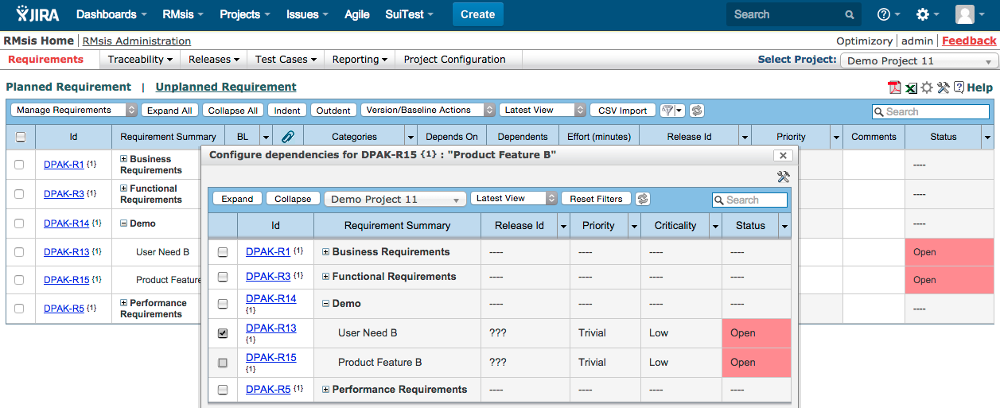 JIRA Dashboards RMsis Projects Issues Agile SuiTest Create Search
RMsis Home | RMsis Administration Optimizory | admin | Feedback
Requirements Traceability Releases Test Cases Reporting Project Configuration Select Project: Demo Project 11
Planned Requirement | Unplanned Requirement Help
Manage Requirements Expand All Collapse All Indent Outdent Version/Baseline Actions Latest View CSV Import Search
Id Requirement Summary BL Categories Depends On Dependents Effort (minutes) Release Id Priority Comments Status
DPAK-R1 {1} Business Requirements ----
DPAK-R3 {1} Functional Requirements ----
DPAK-R14 {1} Demo ----
DPAK-R13 {1} User Need B Open
DPAK-R15 {1} Product Feature Open
DPAK-R5 {1} Performance Requirements ----
Configure dependencies for DPAK-R15 {1} : "Product Feature B"
Expand Collapse Demo Project 11 Latest View Reset Filters Search
Id Requirement Summary Release Id Priority Criticality Status
DPAK-R1 {1} Business Requirements ---- ---- ---- ----
DPAK-R3 {1} Functional Requirements ---- ---- ---- ----
DPAK-R14 {1} Demo ---- ---- ---- ----
DPAK-R13 {1} User Need B ??? Trivial Low Open
DPAK-R15 {1} Product Feature B ??? Trivial Low Open
DPAK-R5 {1} Performance Requirements ---- ---- ---- ----